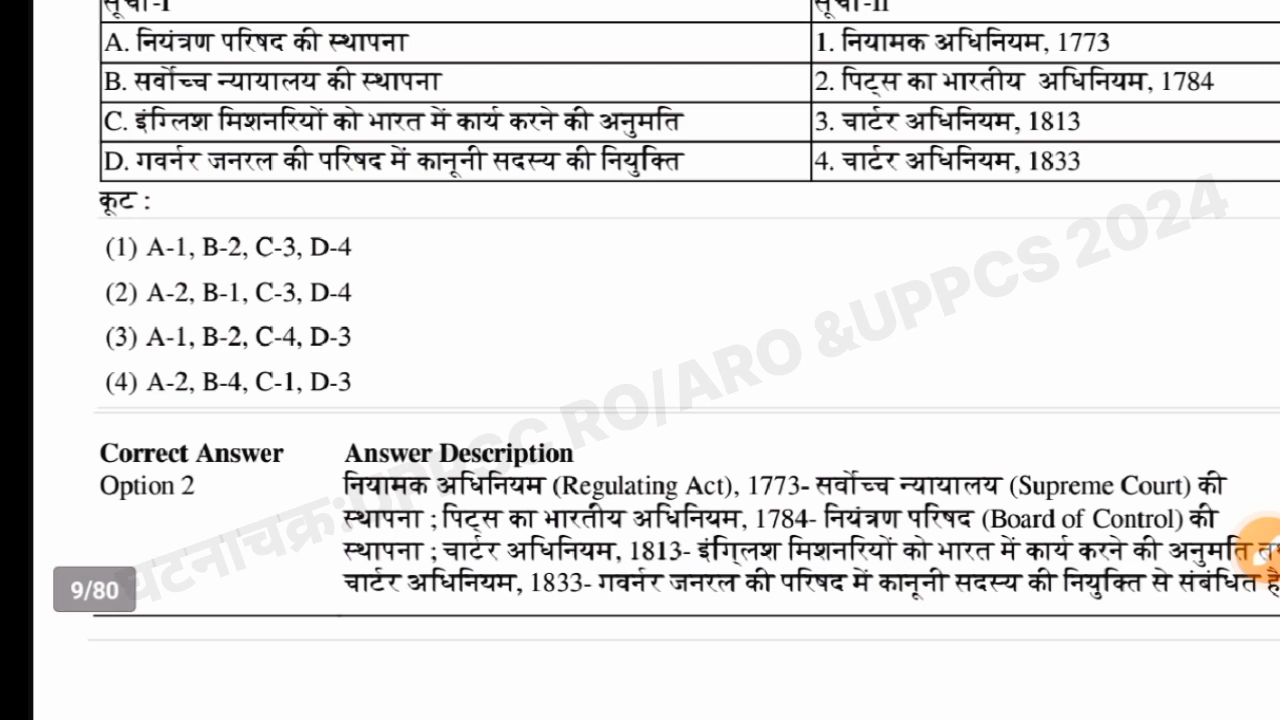 सूची-I सूची-II
A. नियंत्रण परिषद की स्थापना 1. नियामक अधिनियम, 1773
B. सर्वोच्च न्यायालय की स्थापना 2. पिट्स का भारतीय अधिनियम, 1784
C. इंग्लिश मिशनरियों को भारत में कार्य करने की अनुमति 3. चार्टर अधिनियम, 1813
D. गवर्नर जनरल की परिषद में कानूनी सदस्य की नियुक्ति 4. चार्टर अधिनियम, 1833
कूट :
(1) A-1, B-2, C-3, D-4
(2) A-2, B-1, C-3, D-4
(3) A-1, B-2, C-4, D-3
(4) A-2, B-4, C-1, D-3
घटनाचक्र:UPPSC RO/ARO &UPPCS 2024
Correct Answer Answer Description
Option 2 नियामक अधिनियम (Regulating Act), 1773- सर्वोच्च न्यायालय (Supreme Court) की
स्थापना ; पिट्स का भारतीय अधिनियम, 1784- नियंत्रण परिषद (Board of Control) की
स्थापना ; चार्टर अधिनियम, 1813- इंग्लिश मिशनरियों को भारत में कार्य करने की अनुमति
चार्टर अधिनियम, 1833- गवर्नर जनरल की परिषद में कानूनी सदस्य की नियुक्ति से संबंधित है
9/80